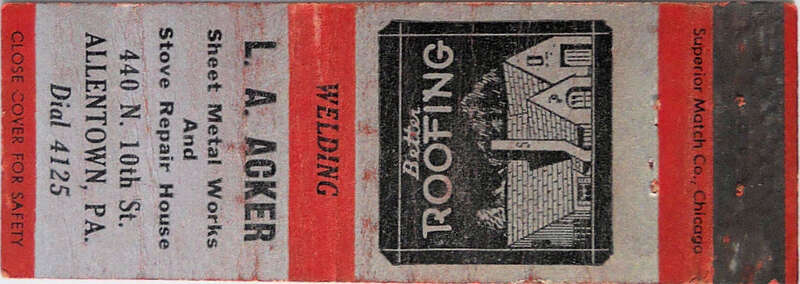 Superior Match Co., Chicago
Better
ROOFING
WELDING
L. A. ACKER
Sheet Metal Works
And
Stove Repair House
440 N. 10th St.
ALLENTOWN, PA.
Dial 4125
CLOSE COVER FOR SAFETY